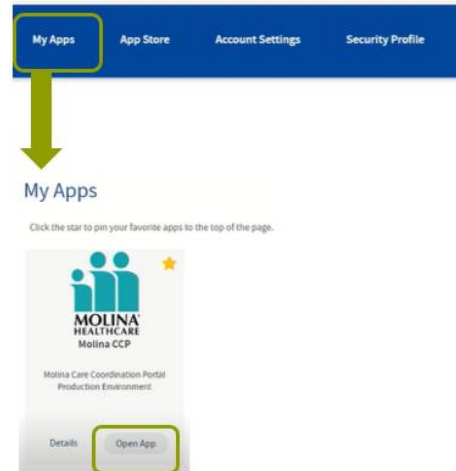 My Apps App Store Account Settings Security Profile
My Apps
Click the star to pin your favorite apps to the top of the page.
MOLINA
HEALTHCARE
Molina CCP
Molina Care Coordination Portal
Production Environment
Details Open App